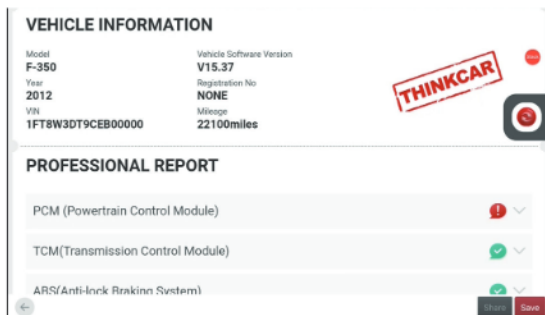 VEHICLE INFORMATION
Model
Vehicle Software Version
F-350
V15.37
Year
Registration No
2012
NONE
VIN
Mileage
1FT8W3DT9CEB00000
22100miles
THINKCAR
PROFESSIONAL REPORT
PCM (Powertrain Control Module)
TCM(Transmission Control Module)
ABS(Anti-lock Braking System)
Share
Save